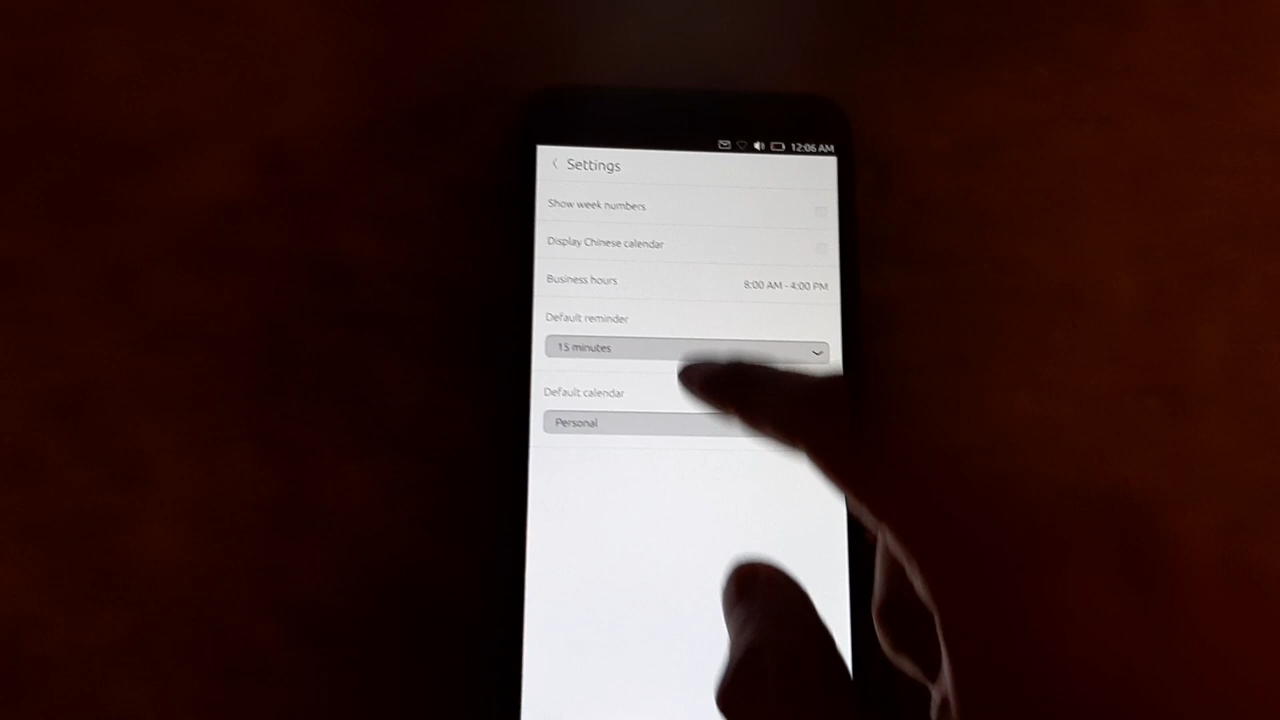 12:06 AM
Settings
Show week numbers
Display Chinese calendar
Business hours 8:00 AM - 4:00 PM
Default reminder
15 minutes
Default calendar
Personal